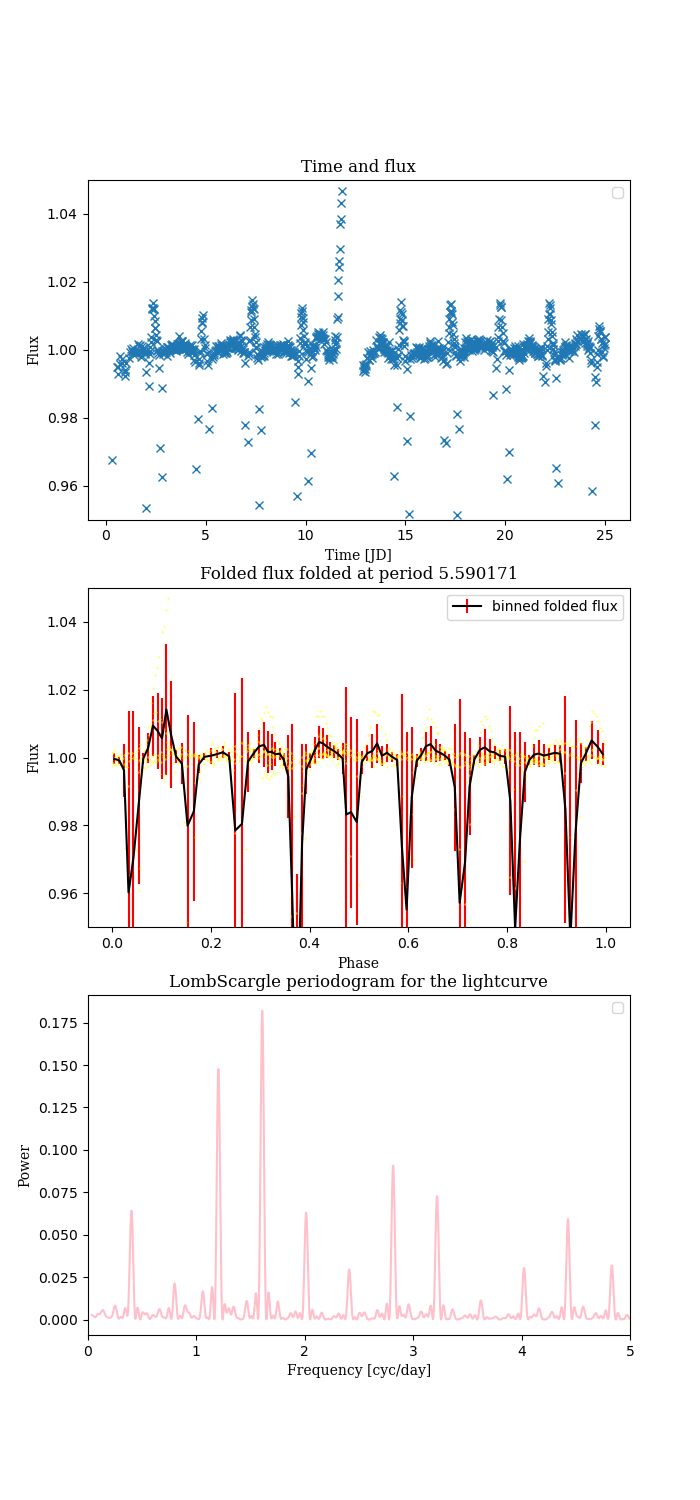 Time and flux
1.04
1.02
1.00
0.98
0.96
Flux
0 5 10 15 20 25
Time [JD]
Folded flux folded at period 5.590171
binned folded flux
1.04
1.02
1.00
0.98
0.96
Flux
0.0 0.2 0.4 0.6 0.8 1.0
Phase
LombScargle periodogram for the lightcurve
0.175
0.150
0.125
0.100
0.075
0.050
0.025
0.000
Power
0 1 2 3 4 5
Frequency [cyc/day]